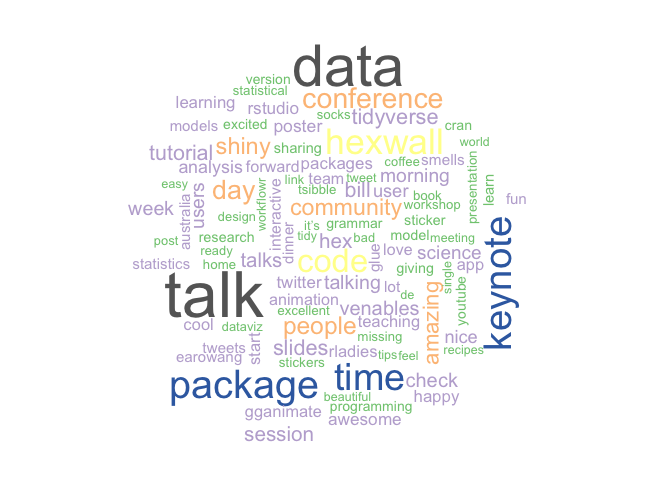 data
version
statistical
learning
rstudio
conference
socks
tidyverse
models
excited
poster
hexwall
cran
world
tutorial
shiny
sharing
coffee
smells
analysis
forward
packages
link
team
tweet
morning
presentation
learn
easy
users
day
workflowr
interactive
tsibble
bill
user
book
workshop
fun
week
australia
design
community
sticker
post
research
tidy
it's
grammar
hex
bad
model
meeting
keynote
statistics
ready
home
talks
dinner
code
glue
love
giving
science
app
single
youtube
talk
twitter
talking
lot
de
animation
excellent
venables
cool
dataviz
people
teaching
amazing
nice
missing
tweets
earowang
start
slides
rladies
tips
feel
recipes
stickers
package
time
check
beautiful
happy
gganimate
programming
awesome
session